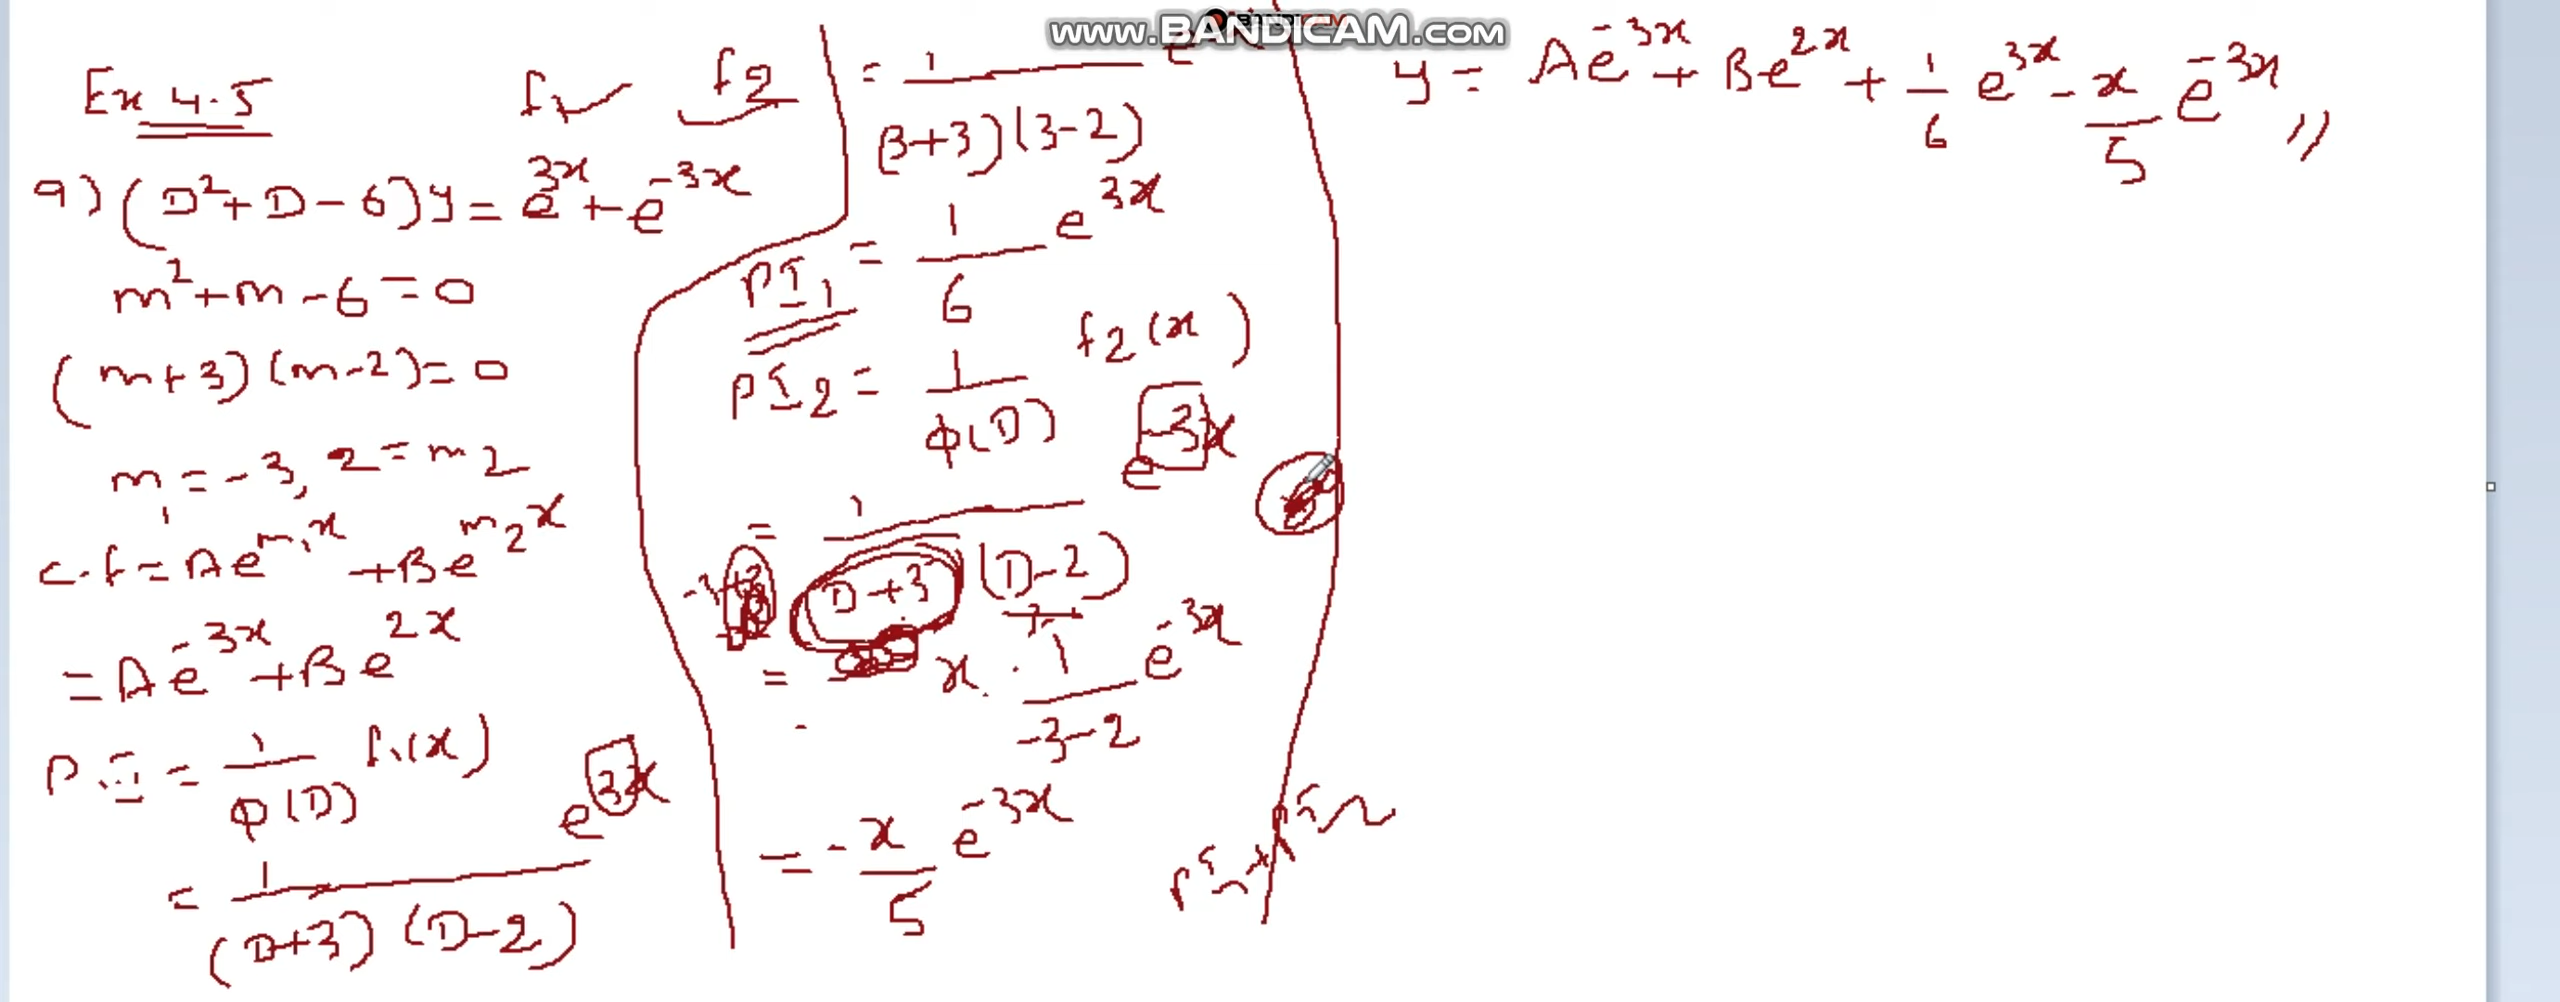 www.BANDICAM.com
Ex 4.5
f₁ ✓ f2
9) (D²+D-6)y = e^{3x} + e^{-3x}
m²+m-6=0
(m+3)(m-2)=0
m₁=-3, 2=m2
C.f = Ae^{m₁x} + Be^{m2x}
= Ae^{-3x} + Be^{2x}
P.I₁ = 1/φ(D) f₁(x)
= 1/(D+3)(D-2) e^{3x}
= 1/(3+3)(3-2) e
PI₁ = 1/6 e^{3x}
PI2 = 1/φ(D) f2(x)
= 1/(D+3)(D-2) e^{-3x}
= x . 1/-3-2 e^{-3x}
= -x/5 e^{-3x}
y = Ae^{-3x} + Be^{2x} + 1/6 e^{3x} - x/5 e^{-3x} //